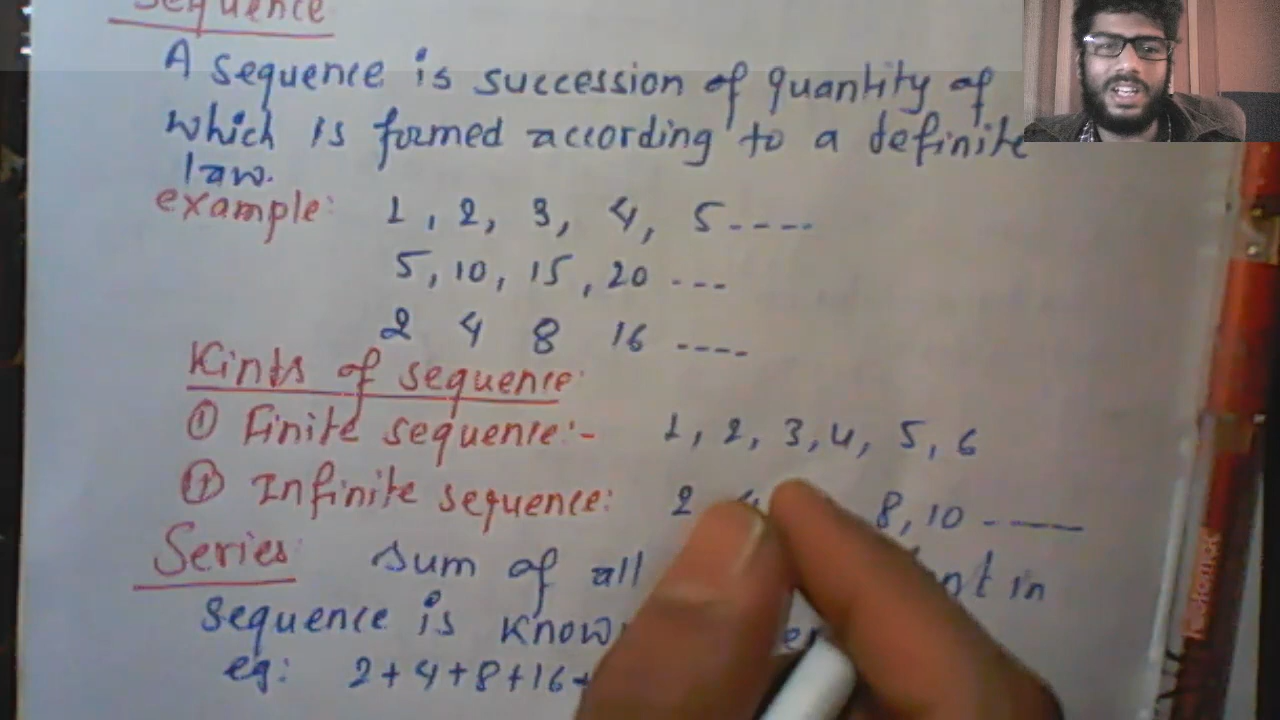 Sequence
A sequence is succession of quantity of
which is formed according to a definite
law.
example: 1, 2, 3, 4, 5----
5, 10, 15, 20 ---
2 4 8 16 ----
Kinds of sequence:
① Finite sequence:- 1, 2, 3, 4, 5, 6
② Infinite sequence: 2 8, 10 ----
Series: Sum of all in
sequence is
eg: 2+4+8+16+